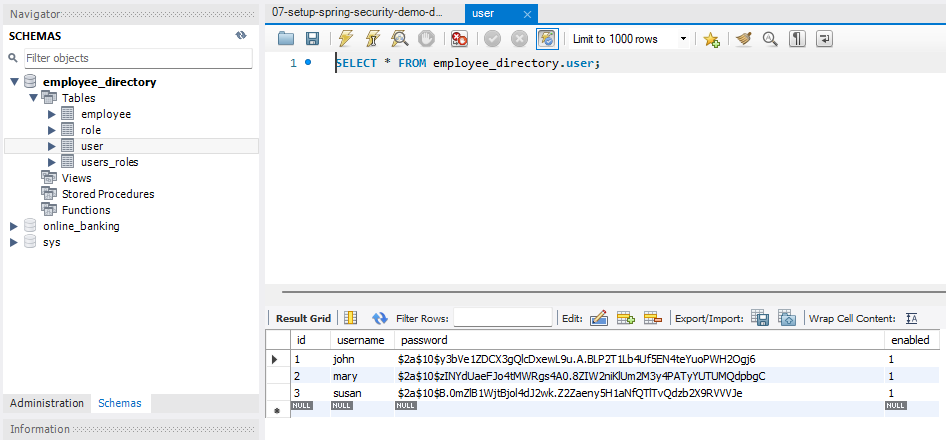 Navigator
SCHEMAS
Filter objects
employee_directory
Tables
employee
role
user
users_roles
Views
Stored Procedures
Functions
online_banking
sys
Administration Schemas
Information
07-setup-spring-security-demo-d... user
Limit to 1000 rows
1 SELECT * FROM employee_directory.user;
Result Grid Filter Rows: Edit: Export/Import: Wrap Cell Content:
id username password enabled
1 john $2a$10$y3bVe1ZDCX3gQlcDxewL9u.A.BLP2T1Lb4Uf5EN4teYuoPWH2Ogj6 1
2 mary $2a$10$zINYdUaeFJo4tMWRgs4A0.8ZIW2niKlUm2M3y4PATyYUTUMQdpbgC 1
3 susan $2a$10$B.0mZlB1WjtBjol4dJ2wk.Z2Zaeny5H1aNfQTlTvQdzb2X9RVVVJe 1
NULL NULL NULL NULL